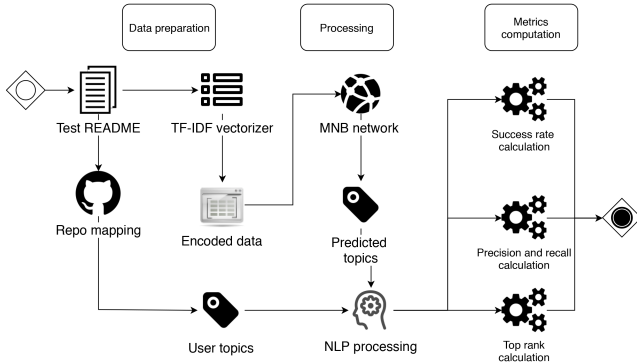 Data preparation
Processing
Metrics
computation
Test README
TF-IDF vectorizer
MNB network
Success rate
calculation
Repo mapping
Encoded data
Predicted
topics
Precision and recall
calculation
User topics
NLP processing
Top rank
calculation